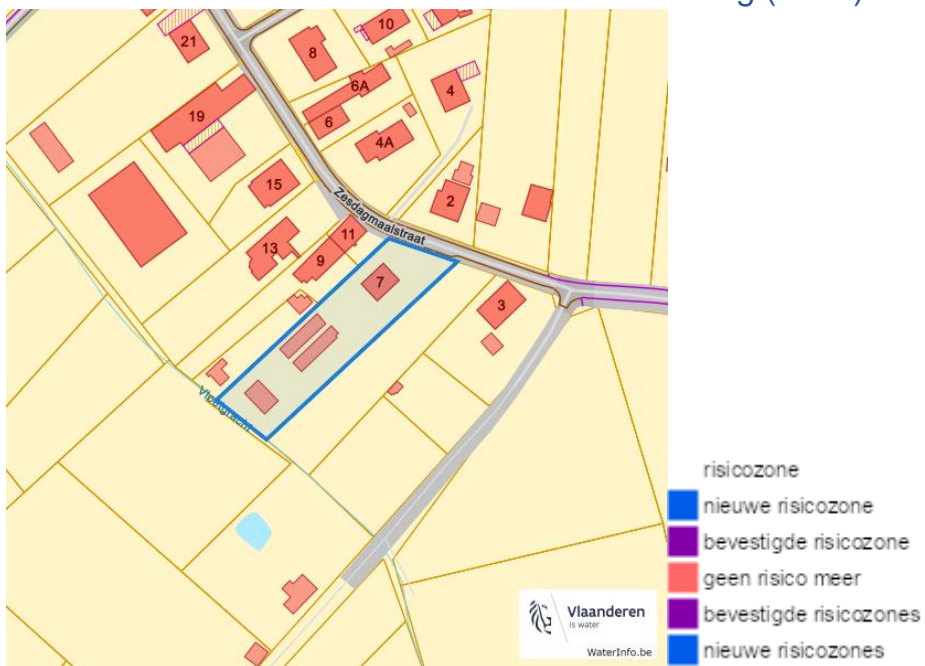 21
10
8
6A
4
19
6
4A
15
2
Zesdagmaalstraat
11
13
9
7
3
Vloetgracht
Vlaanderen
is water
WaterInfo.be
risicozone
nieuwe risicozone
bevestigde risicozone
geen risico meer
bevestigde risicozones
nieuwe risicozones